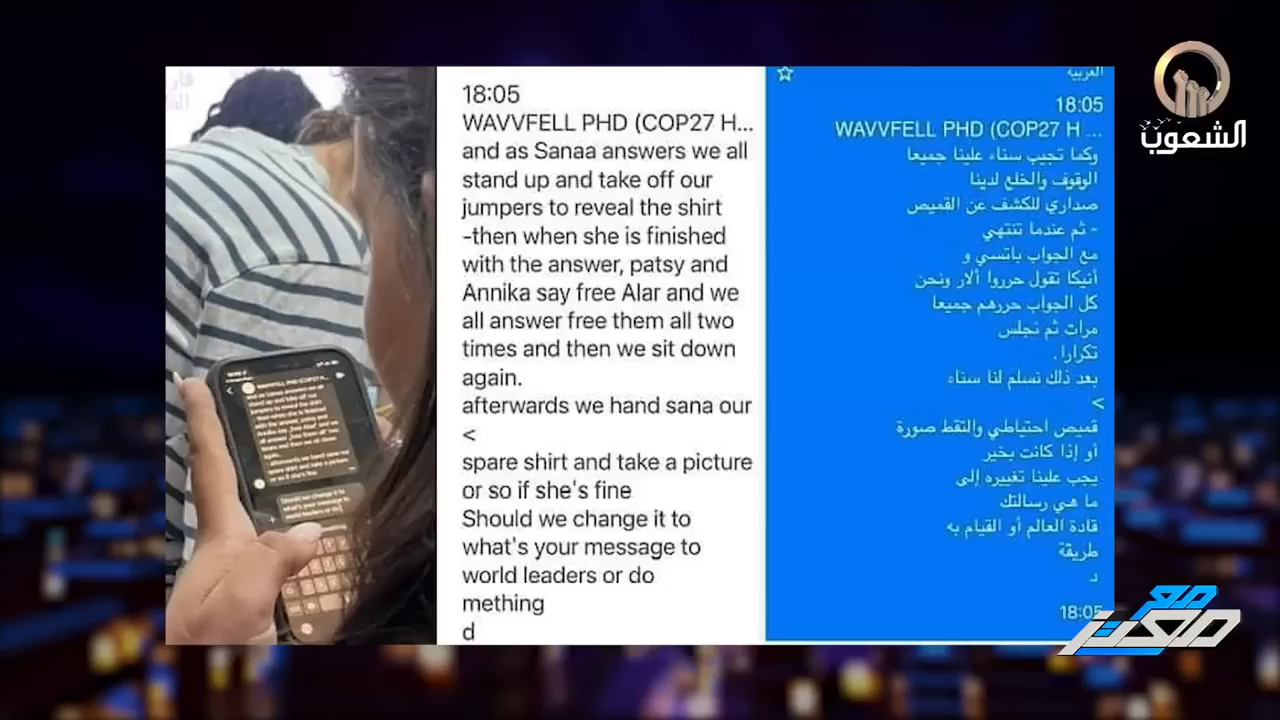 18:05
WAVVFELL PHD (COP27 H...
and as Sanaa answers we all
stand up and take off our
jumpers to reveal the shirt
-then when she is finished
with the answer, patsy and
Annika say free Alar and we
all answer free them all two
times and then we sit down
again.
afterwards we hand sana our
<
spare shirt and take a picture
or so if she's fine
Should we change it to
what's your message to
world leaders or do
mething
d
العربية
18:05
WAVVFELL PHD (COP27 H ...
وكما تجيب سناء علينا جميعا
الوقوف والخلع لدينا
صداري للكشف عن القميص
- ثم عندما تنتهي
مع الجواب باتسي و
أنيكا تقول حرروا ألار ونحن
كل الجواب حررهم جميعا
مرات ثم نجلس
تكرارا.
بعد ذلك نسلم لنا سناء
<
قميص احتياطي والتقط صورة
أو إذا كانت بخير
يجب علينا تغييره إلى
ما هي رسالتك
قادة العالم أو القيام به
طريقة
د
18:05
الشعوب
مع
معتز